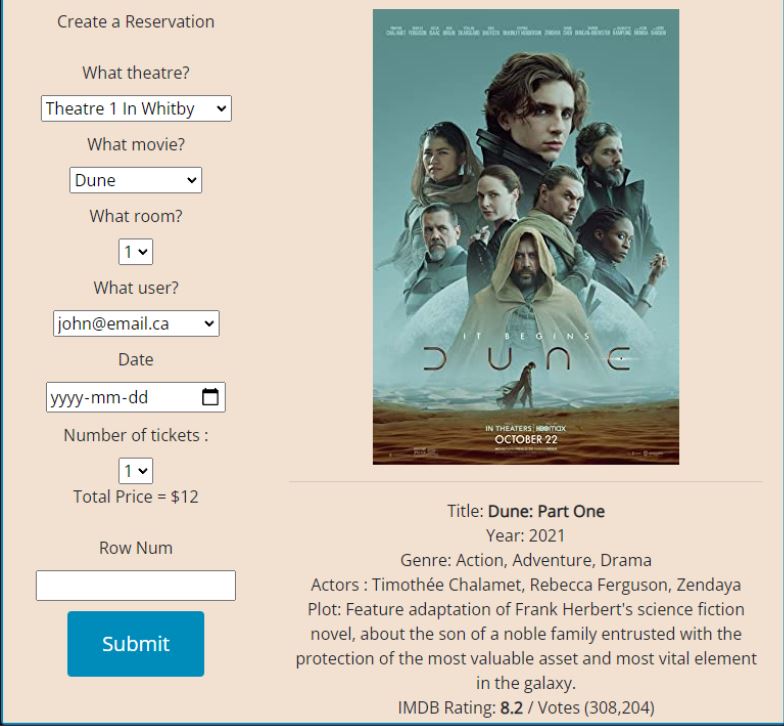 Create a Reservation
What theatre?
Theatre 1 In Whitby
What movie?
Dune
What room?
1
What user?
john@email.ca
Date
yyyy-mm-dd
Number of tickets :
1
Total Price = $12
Row Num
Submit
IT BEGINS
DUNE
IN THEATERS HBOMAX
OCTOBER 22
Title: Dune: Part One
Year: 2021
Genre: Action, Adventure, Drama
Actors : Timothée Chalamet, Rebecca Ferguson, Zendaya
Plot: Feature adaptation of Frank Herbert's science fiction
novel, about the son of a noble family entrusted with the
protection of the most valuable asset and most vital element
in the galaxy.
IMDB Rating: 8.2 / Votes (308,204)